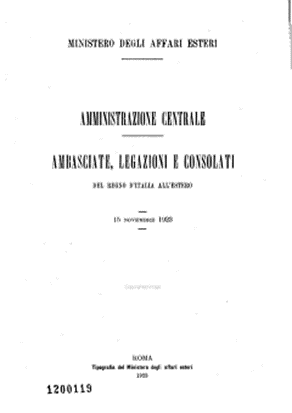 MINISTERO DEGLI AFFARI ESTERI
AMMINISTRAZIONE CENTRALE
AMBASCIATE, LEGAZIONI E CONSOLATI
DEL REGNO D'ITALIA ALL'ESTERO
15 NOVEMBRE 1923
ROMA
Tipografia del Ministero degli affari esteri
1923
1200119